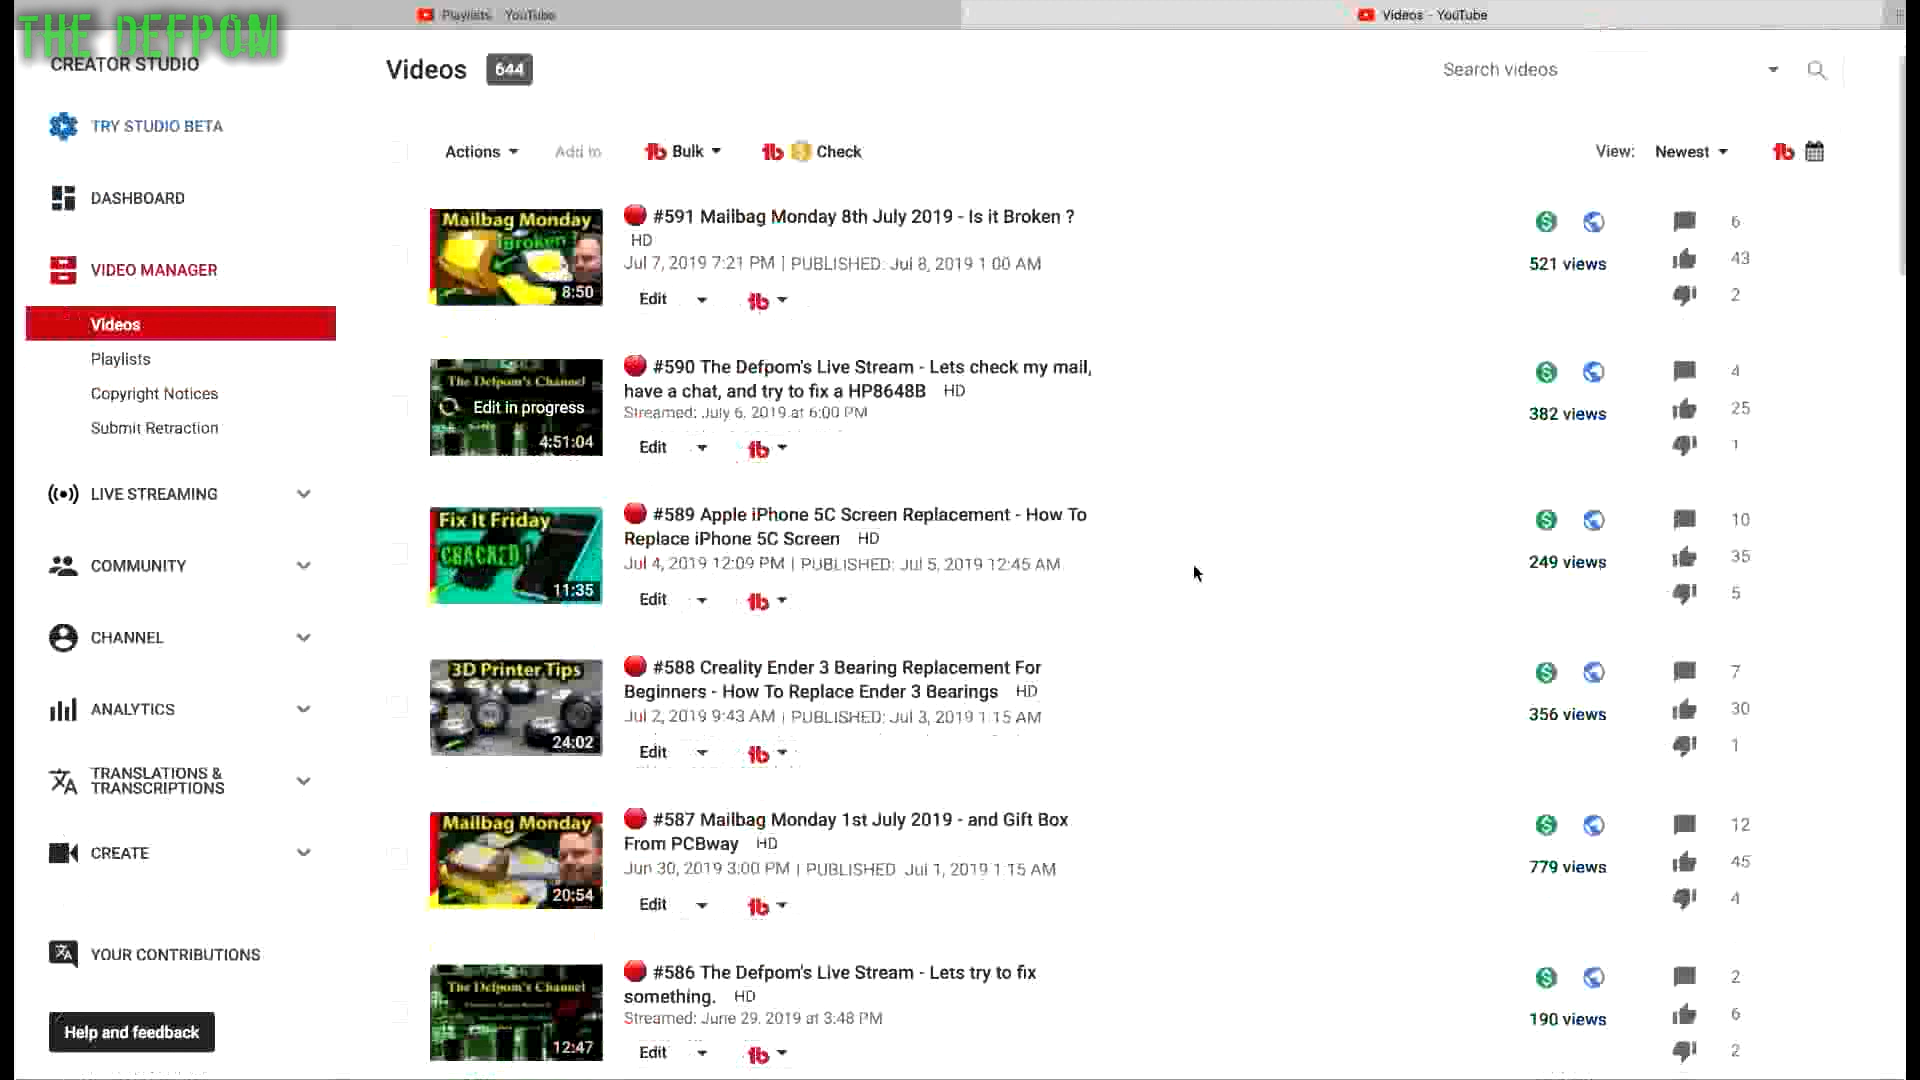 THE DEFPOM
Playlists - YouTube
Videos - YouTube
CREATOR STUDIO
Videos 644
Search videos
TRY STUDIO BETA
Actions
Add to
Bulk
Check
View: Newest
DASHBOARD
VIDEO MANAGER
Videos
Playlists
Copyright Notices
Submit Retraction
LIVE STREAMING
COMMUNITY
CHANNEL
ANALYTICS
TRANSLATIONS &
TRANSCRIPTIONS
CREATE
YOUR CONTRIBUTIONS
Help and feedback
Mailbag Monday
Broken
8:50
#591 Mailbag Monday 8th July 2019 - Is it Broken ?
HD
Jul 7, 2019 7:21 PM | PUBLISHED: Jul 8, 2019 1:00 AM
Edit
521 views
6
43
2
The Defpom's Channel
Edit in progress
4:51:04
#590 The Defpom's Live Stream - Lets check my mail,
have a chat, and try to fix a HP8648B HD
Streamed: July 6, 2019 at 6:00 PM
Edit
382 views
4
25
1
Fix It Friday
CRACKED!
11:35
#589 Apple iPhone 5C Screen Replacement - How To
Replace iPhone 5C Screen HD
Jul 4, 2019 12:09 PM | PUBLISHED: Jul 5, 2019 12:45 AM
Edit
249 views
10
35
5
3D Printer Tips
24:02
#588 Creality Ender 3 Bearing Replacement For
Beginners - How To Replace Ender 3 Bearings HD
Jul 2, 2019 9:43 AM | PUBLISHED: Jul 3, 2019 1:15 AM
Edit
356 views
7
30
1
Mailbag Monday
20:54
#587 Mailbag Monday 1st July 2019 - and Gift Box
From PCBway HD
Jun 30, 2019 3:00 PM | PUBLISHED Jul 1, 2019 1:15 AM
Edit
779 views
12
45
4
The Defpom's Channel
12:47
#586 The Defpom's Live Stream - Lets try to fix
something. HD
Streamed: June 29, 2019 at 3:48 PM
Edit
190 views
2
6
2